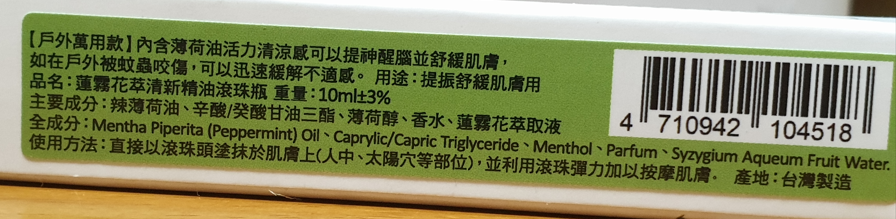 【戶外萬用款】內含薄荷油活力清涼感可以提神醒腦並舒緩肌膚，
如在戶外被蚊蟲咬傷，可以迅速緩解不適感。 用途：提振舒緩肌膚用
品名：蓮霧花萃清新精油滾珠瓶 重量：10ml±3%
主要成分：辣薄荷油、辛酸/癸酸甘油三酯、薄荷醇、香水、蓮霧花萃取液
全成分：Mentha Piperita (Peppermint) Oil、Caprylic/Capric Triglyceride、Menthol、Parfum、Syzygium Aqueum Fruit Water.
使用方法：直接以滾珠頭塗抹於肌膚上(人中、太陽穴等部位)，並利用滾珠彈力加以按摩肌膚。 產地：台灣製造
4 710942 104518